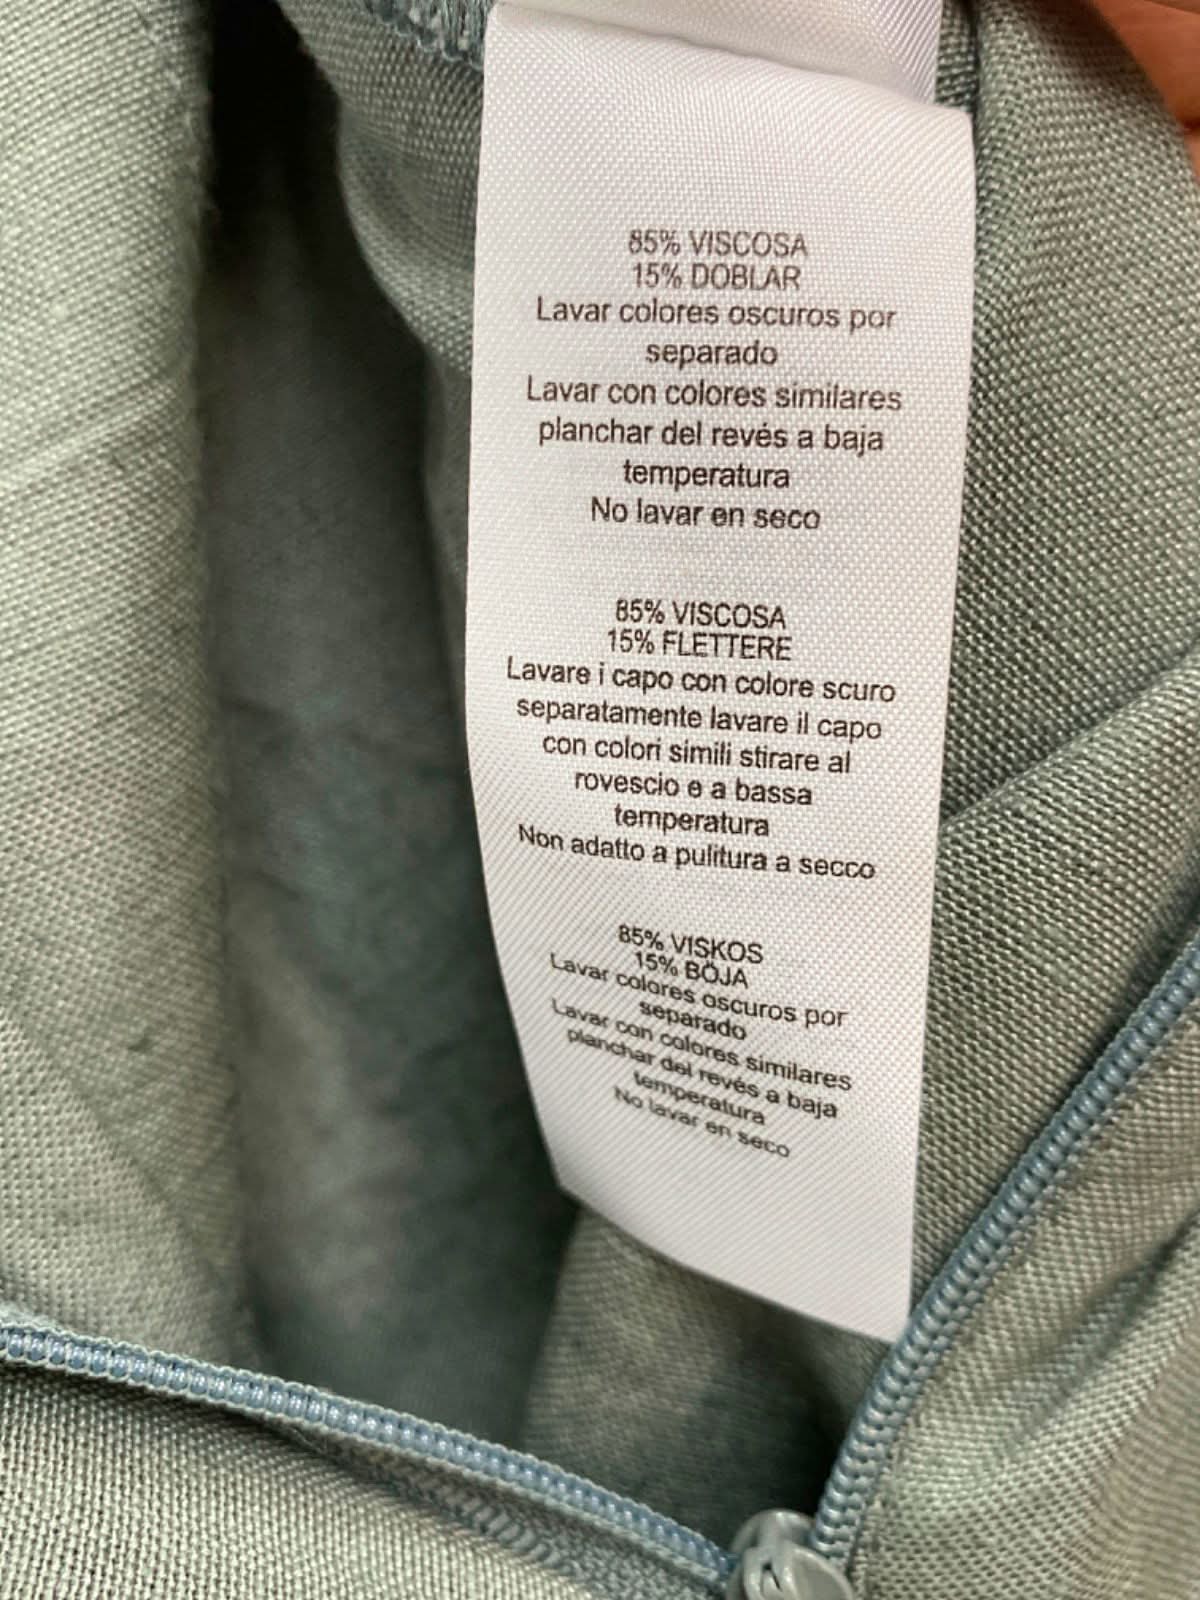 85% VISCOSA
15% DOBLAR
Lavar colores oscuros por
separado
Lavar con colores similares
planchar del revés a baja
temperatura
No lavar en seco
85% VISCOSA
15% FLETTERE
Lavare i capo con colore scuro
separatamente lavare il capo
con colori simili stirare al
rovescio e a bassa
temperatura
Non adatto a pulitura a secco
85% VISKOS
15% BÖJA
Lavar colores oscuros por
separado
Lavar con colores similares
planchar del revés a baja
temperatura
No lavar en seco